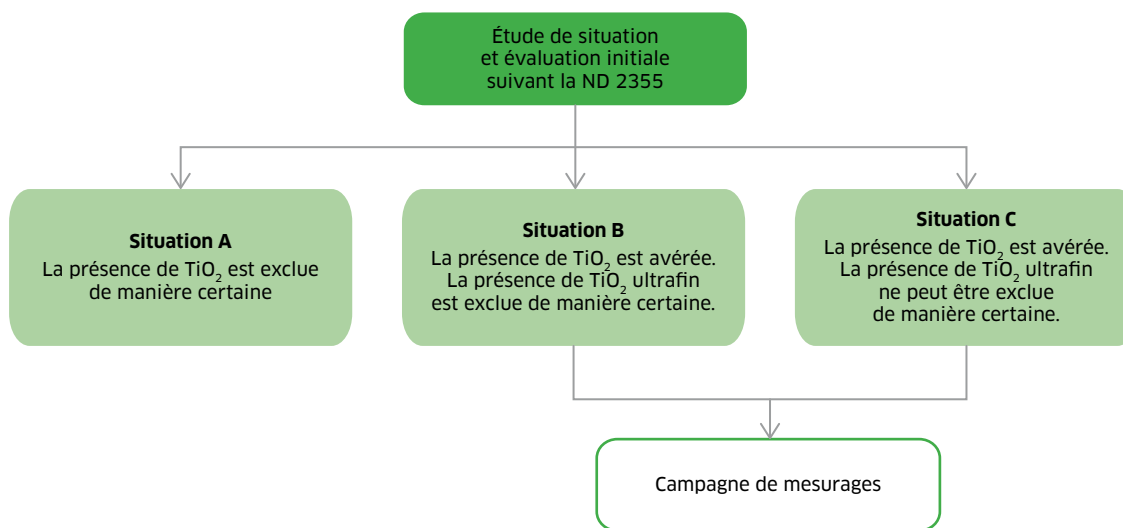 Étude de situation
et évaluation initiale
suivant la ND 2355
Situation A
La présence de TiO₂ est exclue
de manière certaine
Situation B
La présence de TiO₂ est avérée.
La présence de TiO₂ ultrafin
est exclue de manière certaine.
Situation C
La présence de TiO₂ est avérée.
La présence de TiO₂ ultrafin
ne peut être exclue
de manière certaine.
Campagne de mesurages